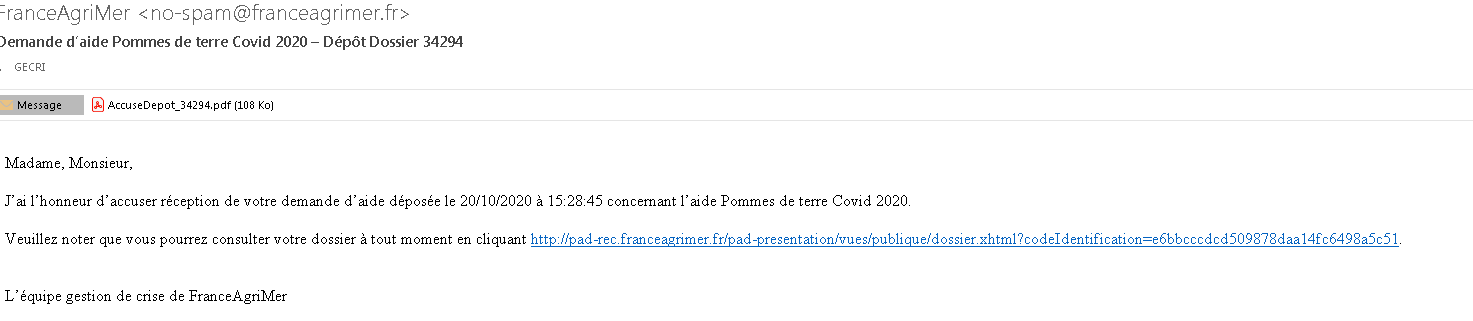 FranceAgriMer <no-spam@franceagrimer.fr>
Demande d'aide Pommes de terre Covid 2020 – Dépôt Dossier 34294
GECRI
Message AccuseDepot_34294.pdf (108 Ko)
Madame, Monsieur,
J'ai l'honneur d'accuser réception de votre demande d'aide déposée le 20/10/2020 à 15:28:45 concernant l'aide Pommes de terre Covid 2020.
Veuillez noter que vous pourrez consulter votre dossier à tout moment en cliquant http://pad-rec.franceagrimer.fr/pad-presentation/vues/publique/dossier.xhtml?codeIdentification=e6bbcccdcd509878daa14fc6498a5c51.
L'équipe gestion de crise de FranceAgriMer